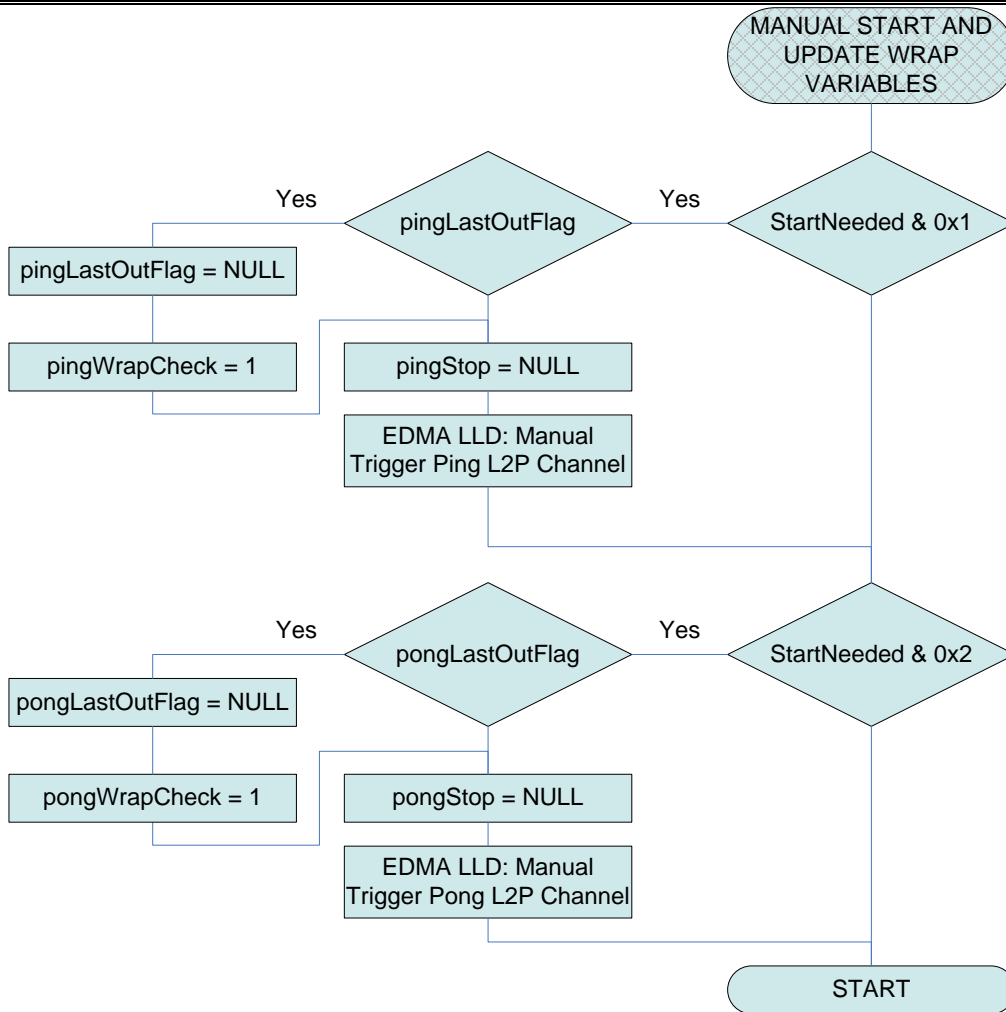 MANUAL START AND
UPDATE WRAP
VARIABLES
Yes
pingLastOutFlag
Yes
StartNeeded & 0x1
pingLastOutFlag = NULL
pingWrapCheck = 1
pingStop = NULL
EDMA LLD: Manual
Trigger Ping L2P Channel
Yes
pongLastOutFlag
Yes
StartNeeded & 0x2
pongLastOutFlag = NULL
pongWrapCheck = 1
pongStop = NULL
EDMA LLD: Manual
Trigger Pong L2P Channel
START